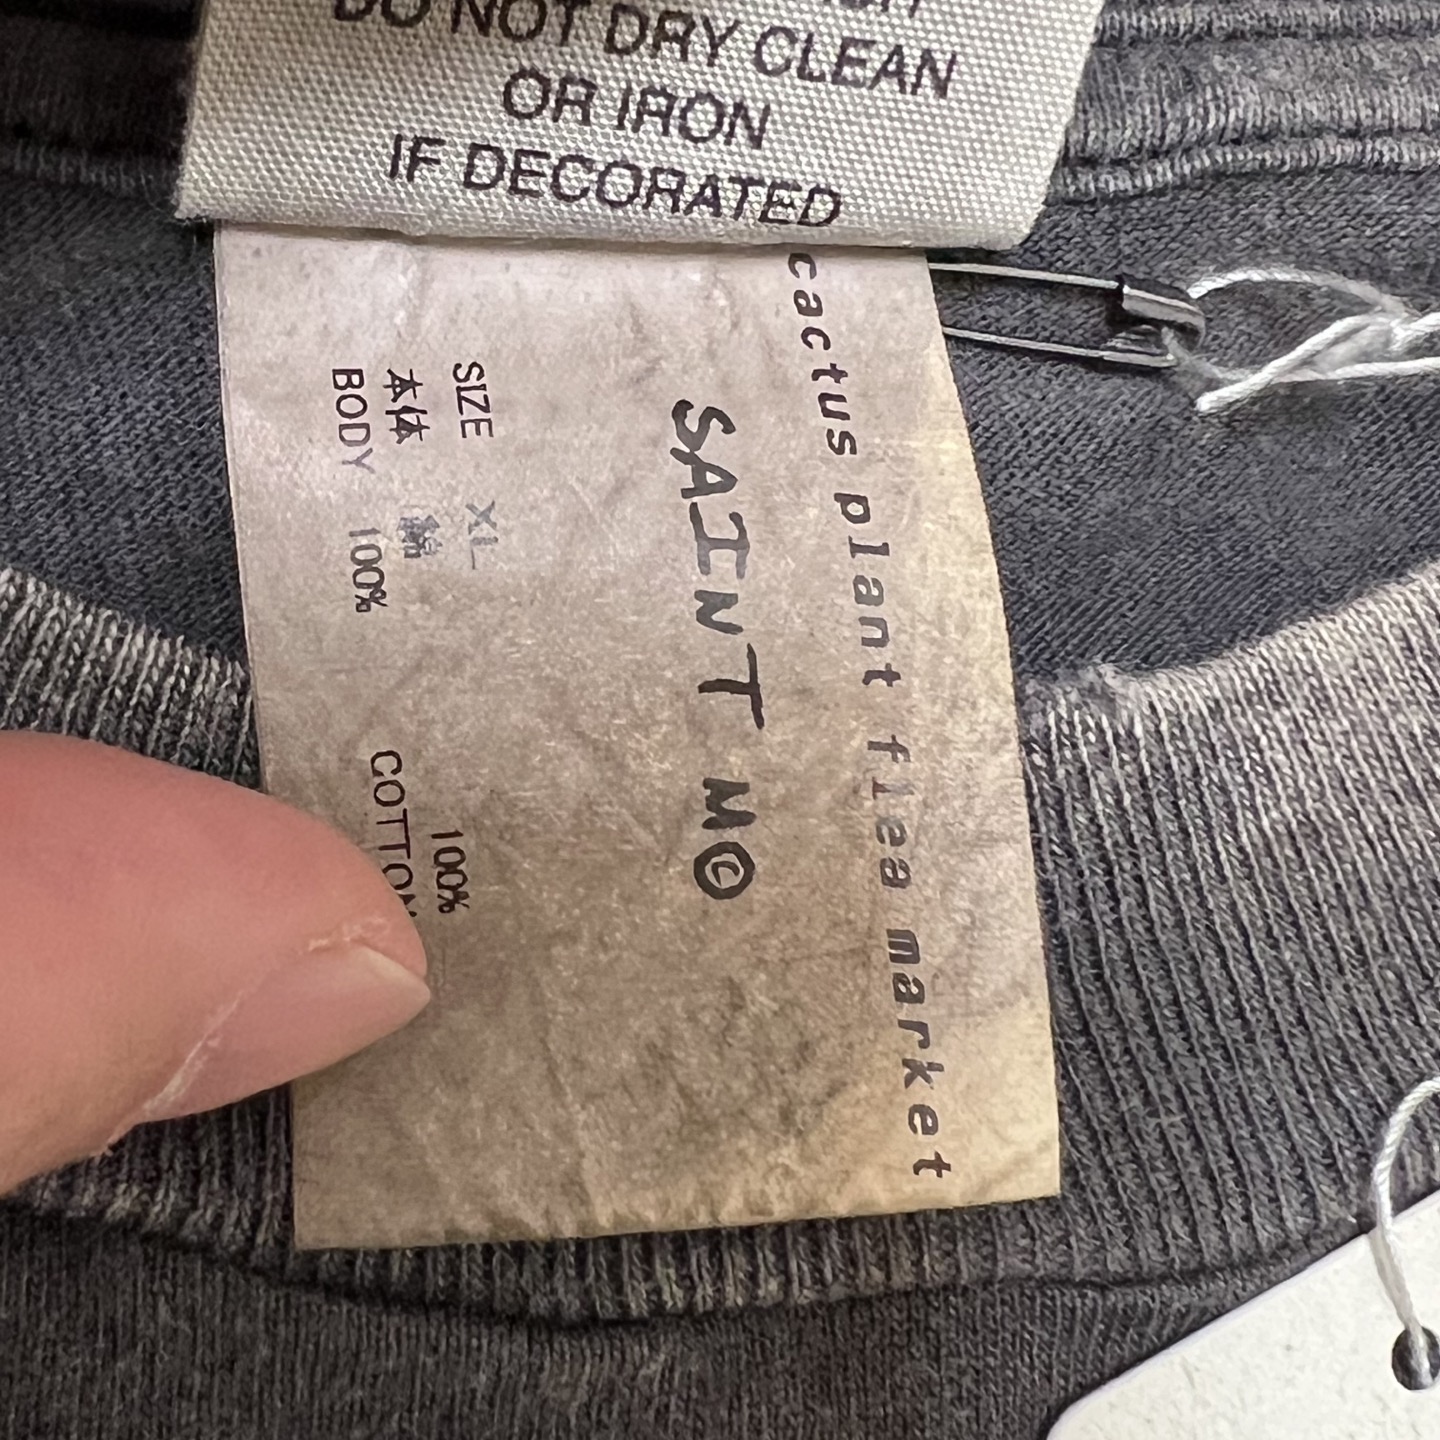 DO NOT DRY CLEAN
OR IRON
IF DECORATED
cactus plant flea market
SAINT M©
SIZE XL
本体 綿 100%
BODY 100% COTTON